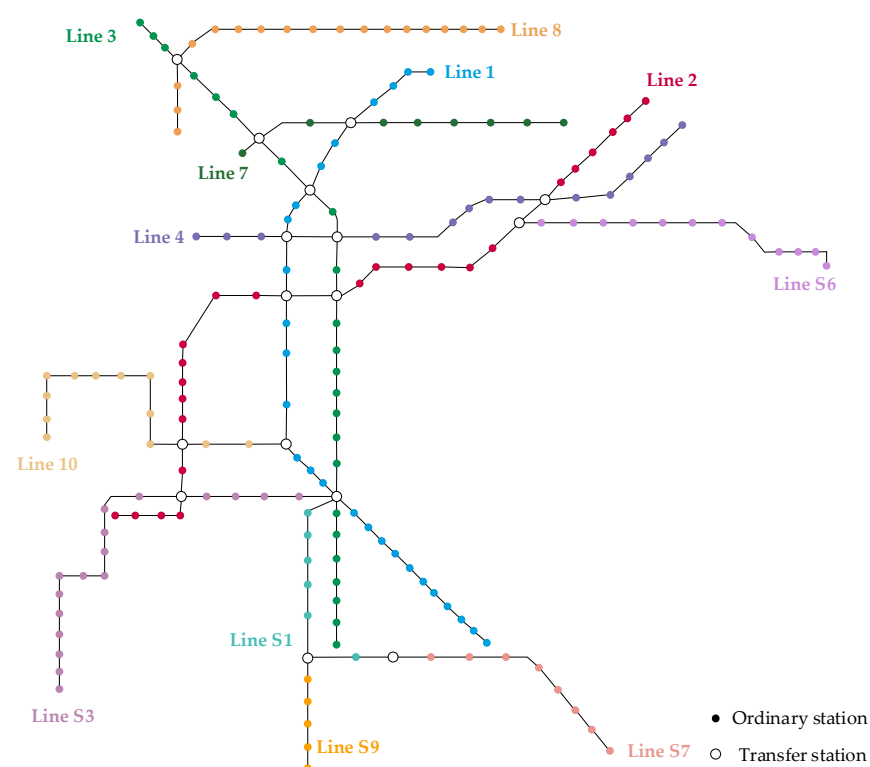 Line 3
Line 8
Line 1
Line 2
Line 7
Line 4
Line S6
Line 10
Line S1
Line S3
Line S9
Line S7
Ordinary station
Transfer station